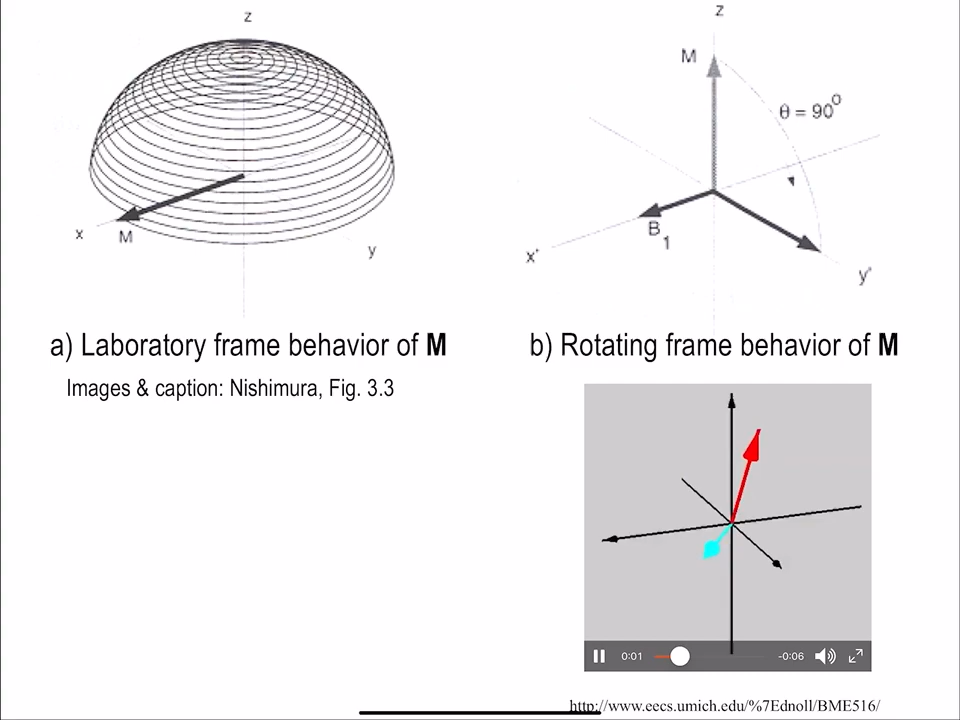 z
x
M
y
a) Laboratory frame behavior of M
Images & caption: Nishimura, Fig. 3.3
z
M
θ = 90⁰
B₁
x'
y'
b) Rotating frame behavior of M
0:01
-0:06
http://www.eecs.umich.edu/%7Ednoll/BME516/